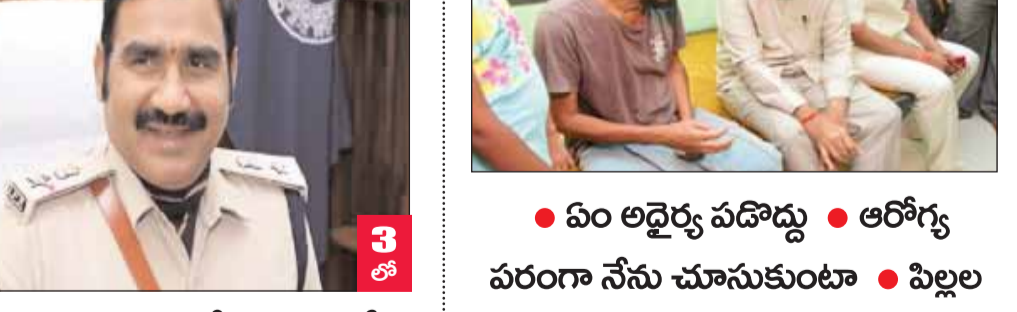 3
లో
● ఏం అధైర్య పడొద్దు ● ఆరోగ్య
పరంగా నేను చూసుకుంటా ● పిల్లల